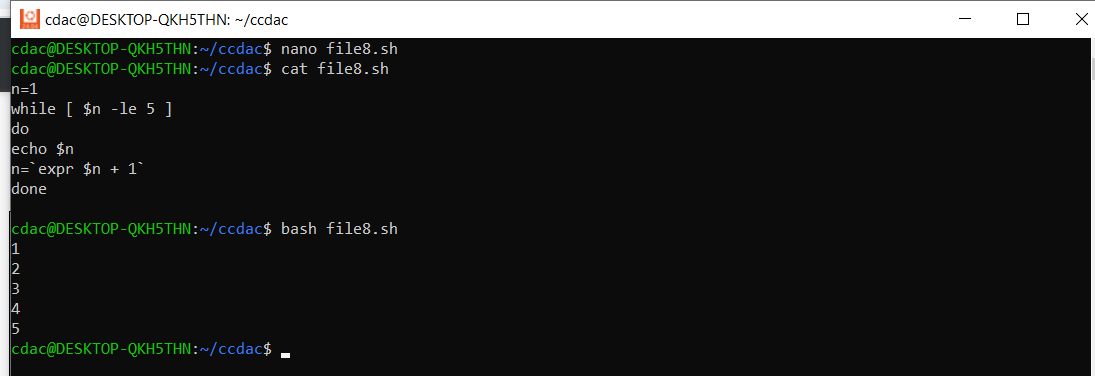 cdac@DESKTOP-QKH5THN: ~/ccdac
cdac@DESKTOP-QKH5THN:~/ccdac$ nano file8.sh
cdac@DESKTOP-QKH5THN:~/ccdac$ cat file8.sh
n=1
while [ $n -le 5 ]
do
echo $n
n=`expr $n + 1`
done
cdac@DESKTOP-QKH5THN:~/ccdac$ bash file8.sh
1
2
3
4
5
cdac@DESKTOP-QKH5THN:~/ccdac$